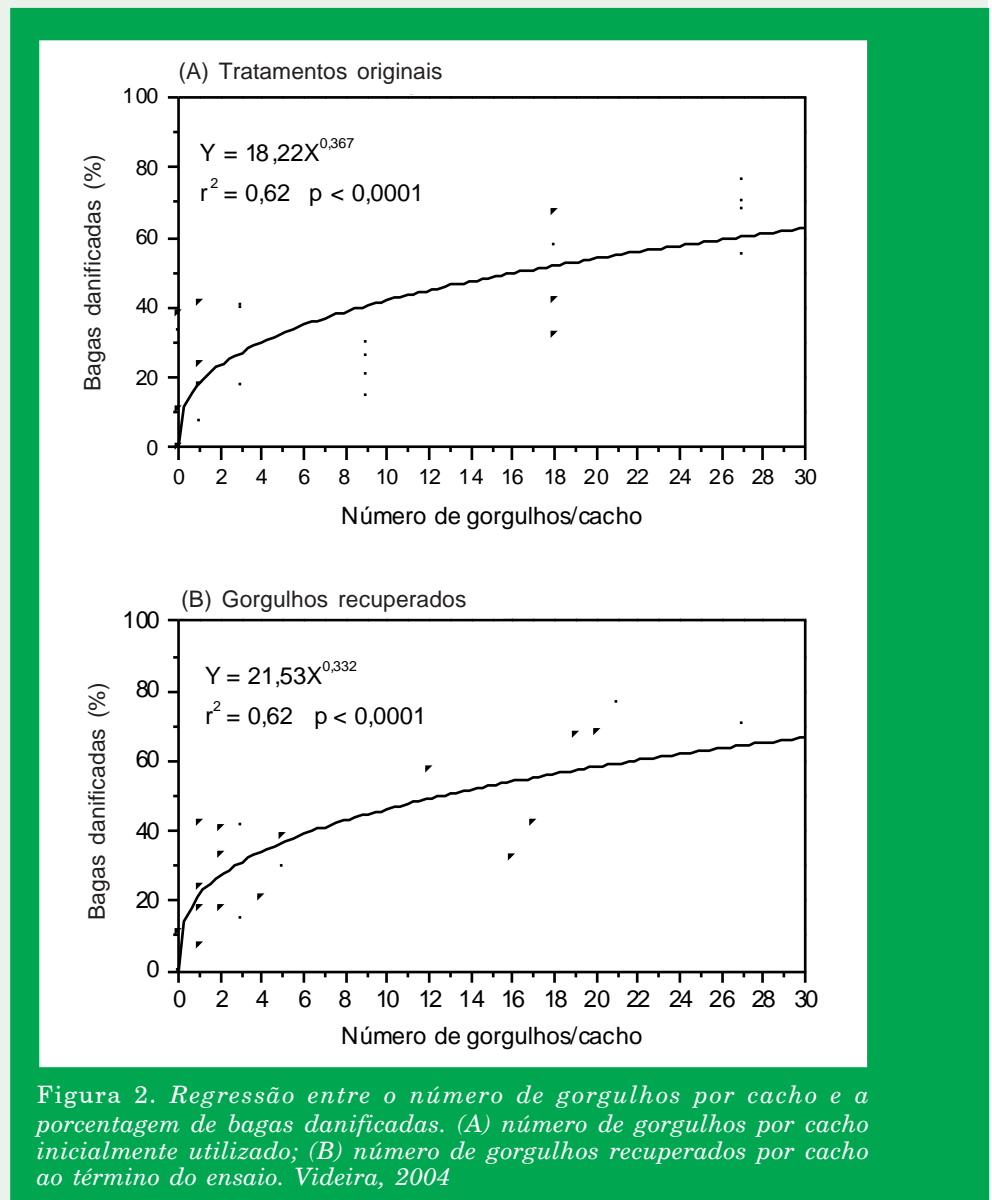 (A) Tratamentos originais
100
80
60
40
20
0
Bagas danificadas (%)
Y = 18,22X^0,367
r^2 = 0,62 p < 0,0001
0 2 4 6 8 10 12 14 16 18 20 22 24 26 28 30
Número de gorgulhos/cacho
(B) Gorgulhos recuperados
100
80
60
40
20
0
Bagas danificadas (%)
Y = 21,53X^0,332
r^2 = 0,62 p < 0,0001
0 2 4 6 8 10 12 14 16 18 20 22 24 26 28 30
Número de gorgulhos/cacho
Figura 2. Regressão entre o número de gorgulhos por cacho e a
porcentagem de bagas danificadas. (A) número de gorgulhos por cacho
inicialmente utilizado; (B) número de gorgulhos recuperados por cacho
ao término do ensaio. Videira, 2004